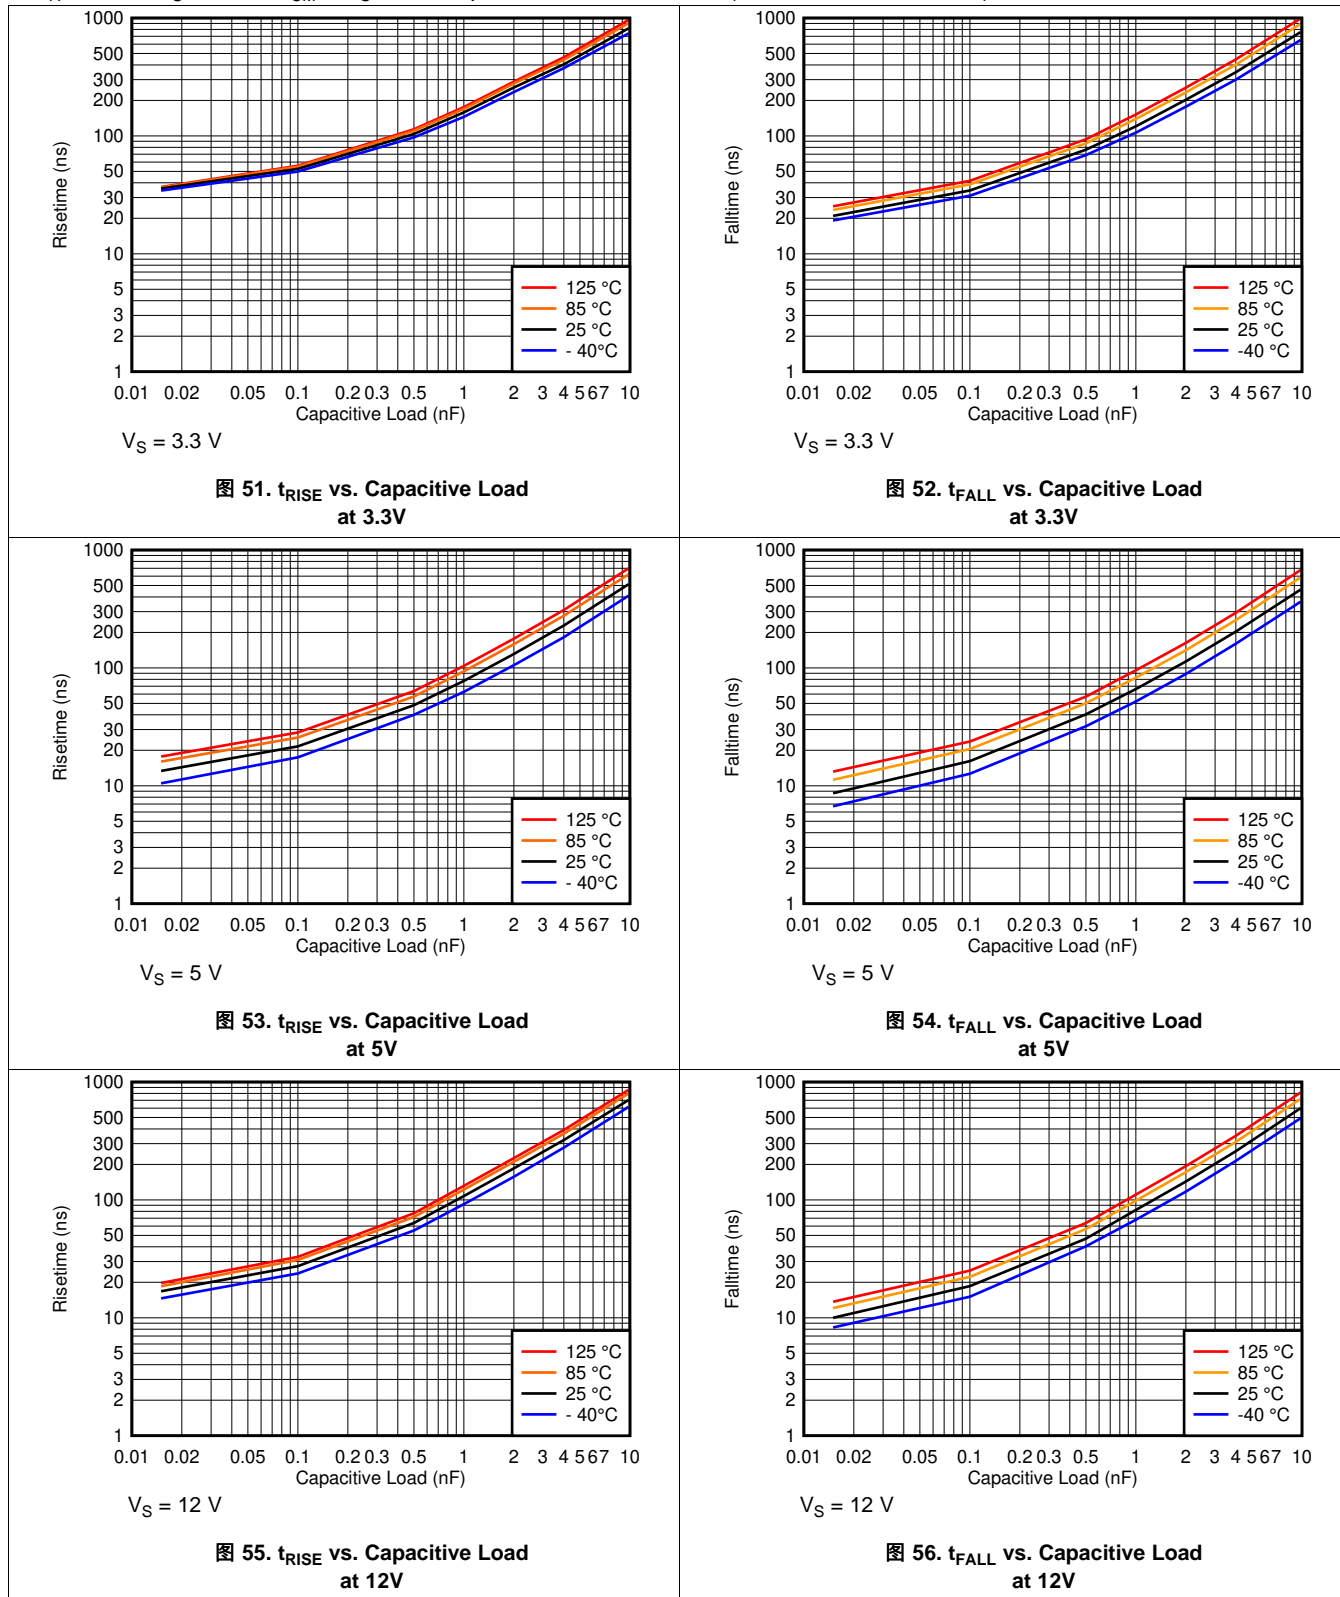 1000
500
300
200
100
50
30
20
10
5
3
2
1
Risetime (ns)
125 °C
85 °C
25 °C
- 40°C
0.01 0.02 0.05 0.1 0.2 0.3 0.5 1 2 3 4 5 6 7 10
Capacitive Load (nF)
V_S = 3.3 V
图 51. t_RISE vs. Capacitive Load
at 3.3V
1000
500
300
200
100
50
30
20
10
5
3
2
1
Falltime (ns)
125 °C
85 °C
25 °C
-40 °C
0.01 0.02 0.05 0.1 0.2 0.3 0.5 1 2 3 4 5 6 7 10
Capacitive Load (nF)
V_S = 3.3 V
图 52. t_FALL vs. Capacitive Load
at 3.3V
1000
500
300
200
100
50
30
20
10
5
3
2
1
Risetime (ns)
125 °C
85 °C
25 °C
- 40°C
0.01 0.02 0.05 0.1 0.2 0.3 0.5 1 2 3 4 5 6 7 10
Capacitive Load (nF)
V_S = 5 V
图 53. t_RISE vs. Capacitive Load
at 5V
1000
500
300
200
100
50
30
20
10
5
3
2
1
Falltime (ns)
125 °C
85 °C
25 °C
-40 °C
0.01 0.02 0.05 0.1 0.2 0.3 0.5 1 2 3 4 5 6 7 10
Capacitive Load (nF)
V_S = 5 V
图 54. t_FALL vs. Capacitive Load
at 5V
1000
500
300
200
100
50
30
20
10
5
3
2
1
Risetime (ns)
125 °C
85 °C
25 °C
- 40°C
0.01 0.02 0.05 0.1 0.2 0.3 0.5 1 2 3 4 5 6 7 10
Capacitive Load (nF)
V_S = 12 V
图 55. t_RISE vs. Capacitive Load
at 12V
1000
500
300
200
100
50
30
20
10
5
3
2
1
Falltime (ns)
125 °C
85 °C
25 °C
-40 °C
0.01 0.02 0.05 0.1 0.2 0.3 0.5 1 2 3 4 5 6 7 10
Capacitive Load (nF)
V_S = 12 V
图 56. t_FALL vs. Capacitive Load
at 12V